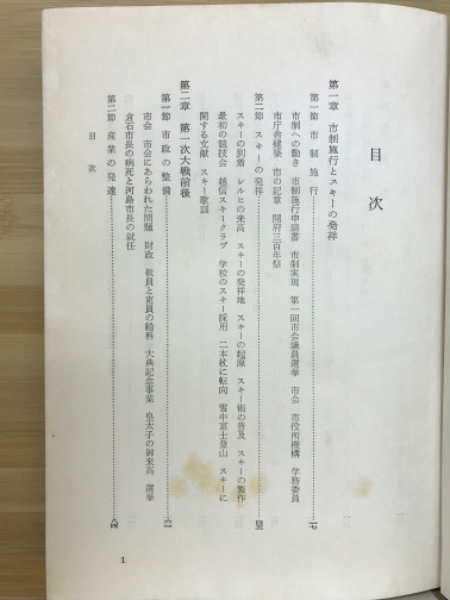 目次
第一章 市制施行とスキーの発祥
第一節 市制施行
市制への動き 市制施行申請書 市制実現 第一回市会議員選挙 市会 市役所機構 学務委員
市庁舎建築 市の記章 開府三百年祭
第二節 スキーの発祥
スキーの到着 レルヒの来高 スキーの発祥地 スキーの起源 スキー術の普及 スキーの製作
最初の競技会 越信スキークラブ 学校のスキー採用 二本杖に転向 雪中富士登山 スキーに
関する文献 スキー歌謡
第二章 第一次大戦前後
第一節 市政の整備
市会 市会にあらわれた問題 財政 教員と吏員の給料 大典記念事業 皇太子の御来高 選挙
倉石市長の病死と河島市長の就任
第二節 産業の発達
目次
1